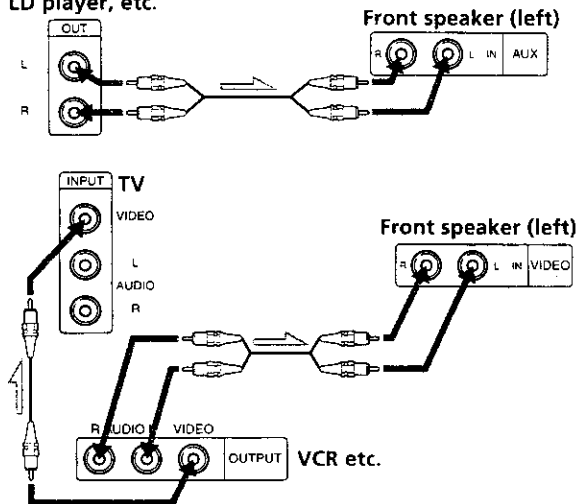 LD player, etc.
OUT
L
R
Front speaker (left)
R L IN AUX
INPUT TV
VIDEO
L
AUDIO
R
Front speaker (left)
R L IN VIDEO
R AUDIO L VIDEO
OUTPUT VCR etc.